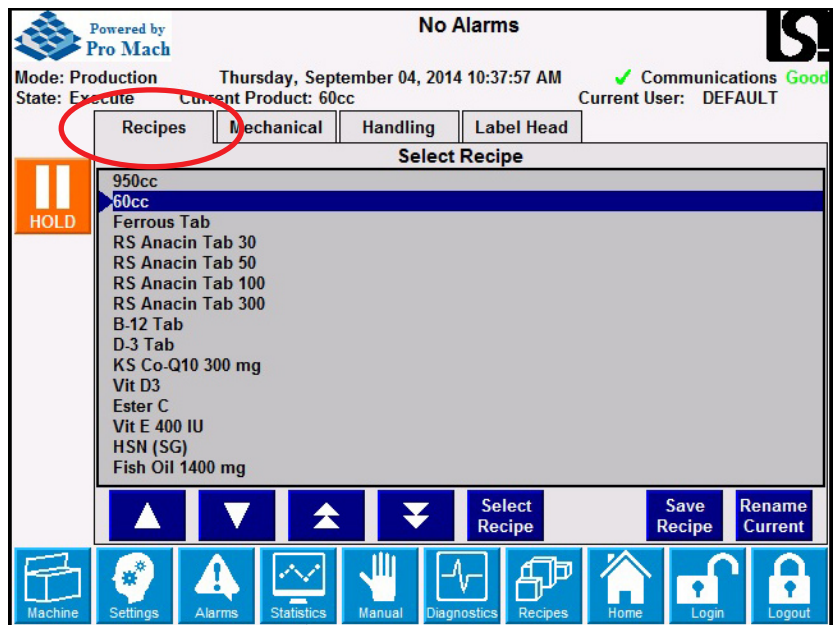 Powered by
Pro Mach
No Alarms
Mode: Production Thursday, September 04, 2014 10:37:57 AM ✓ Communications Good
State: Execute Current Product: 60cc Current User: DEFAULT
Recipes Mechanical Handling Label Head
Select Recipe
HOLD
950cc
60cc
Ferrous Tab
RS Anacin Tab 30
RS Anacin Tab 50
RS Anacin Tab 100
RS Anacin Tab 300
B-12 Tab
D-3 Tab
KS Co-Q10 300 mg
Vit D3
Ester C
Vit E 400 IU
HSN (SG)
Fish Oil 1400 mg
Select Recipe
Save Recipe
Rename Current
Machine Settings Alarms Statistics Manual Diagnostics Recipes Home Login Logout